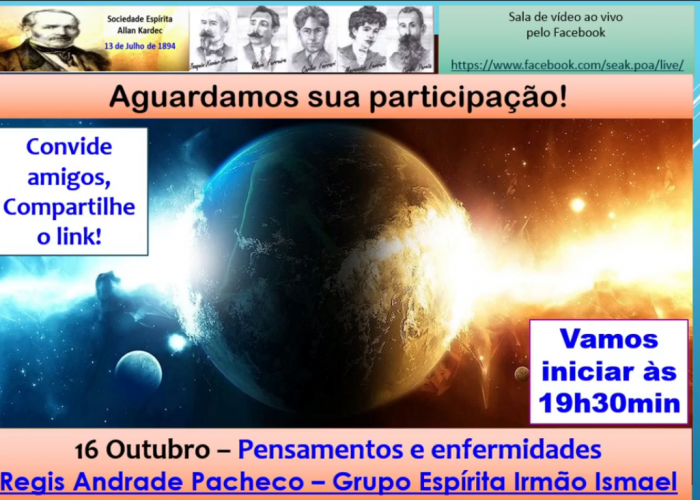 Sociedade Espírita
Allan Kardec
13 de Julho de 1894
Sala de vídeo ao vivo
pelo Facebook
https://www.facebook.com/seak.poa/live/
Aguardamos sua participação!
Convide
amigos,
Compartilhe
o link!
Vamos
iniciar às
19h30min
16 Outubro – Pensamentos e enfermidades
Regis Andrade Pacheco – Grupo Espírita Irmão Ismael